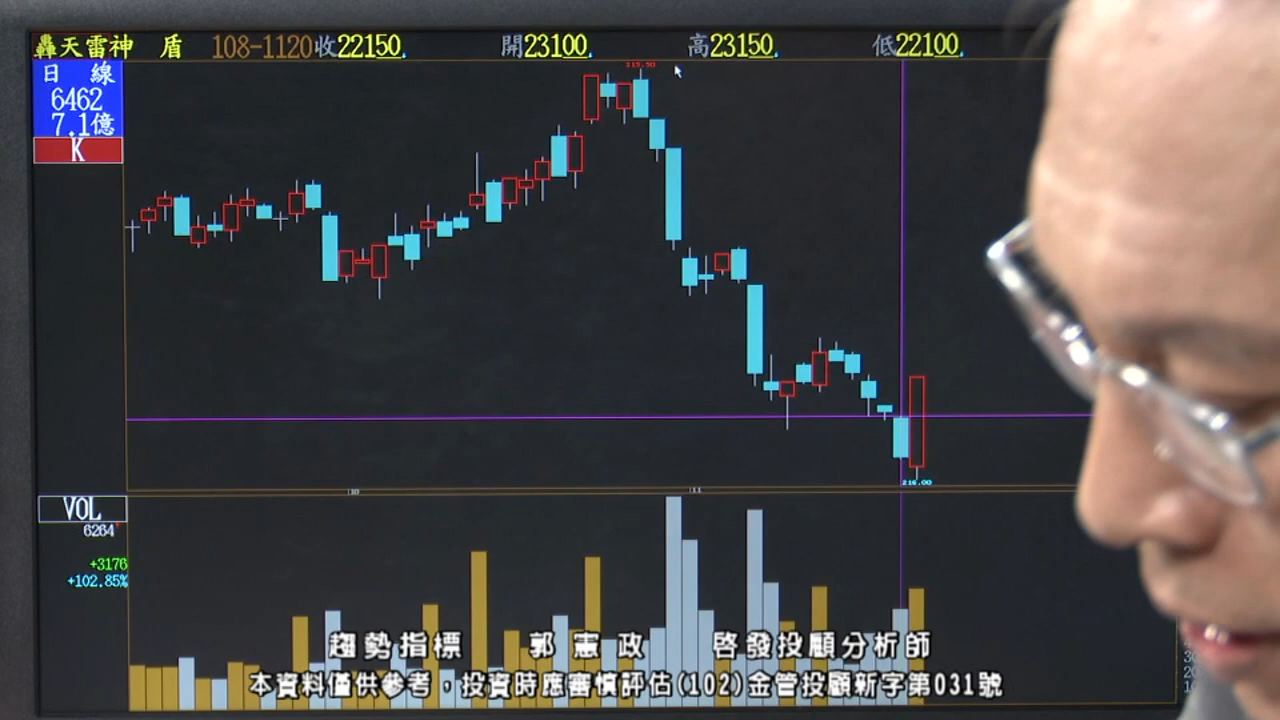 轟天雷神 盾 108-1120收22150. 開23100. 高23150. 低22100.
日 線
6462
7.1億
K
315.50
216.00
10 11
VOL
6264
+3176
+102.85%
趨勢指標 郭憲政 啓發投顧分析師
本資料僅供參考，投資時應審慎評估(102)金管投顧新字第031號